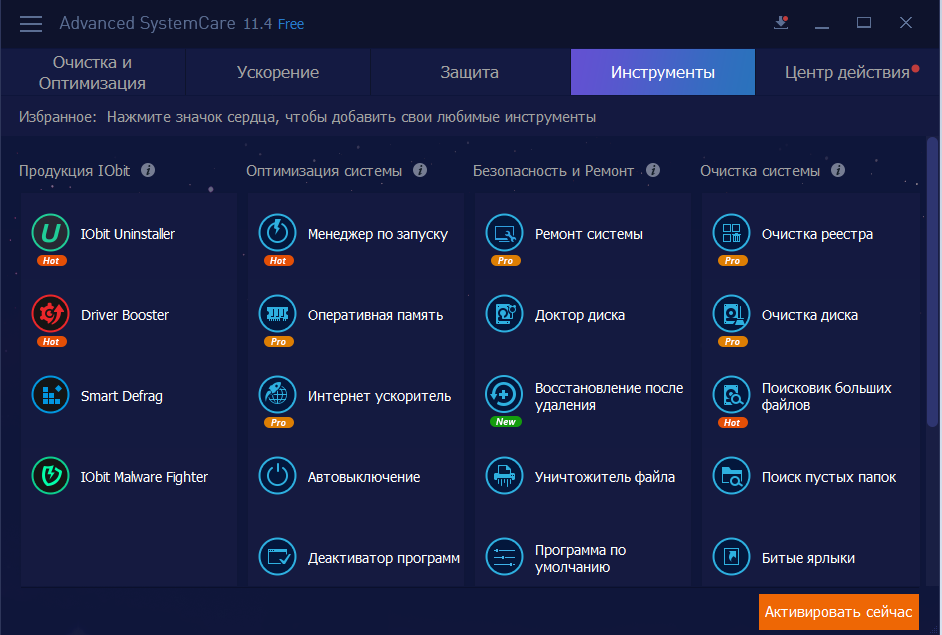 Advanced SystemCare 11.4 Free
Очистка и
Оптимизация
Ускорение
Защита
Инструменты
Центр действия
Избранное: Нажмите значок сердца, чтобы добавить свои любимые инструменты
Продукция IObit
IObit Uninstaller
Hot
Driver Booster
Hot
Smart Defrag
IObit Malware Fighter
Оптимизация системы
Менеджер по запуску
Hot
Оперативная память
Pro
Интернет ускоритель
Pro
Автовыключение
Деактиватор программ
Безопасность и Ремонт
Ремонт системы
Pro
Доктор диска
Восстановление после
удаления
New
Уничтожитель файла
Программа по
умолчанию
Очистка системы
Очистка реестра
Pro
Очистка диска
Pro
Поисковик больших
файлов
Hot
Поиск пустых папок
Битые ярлыки
Активировать сейчас